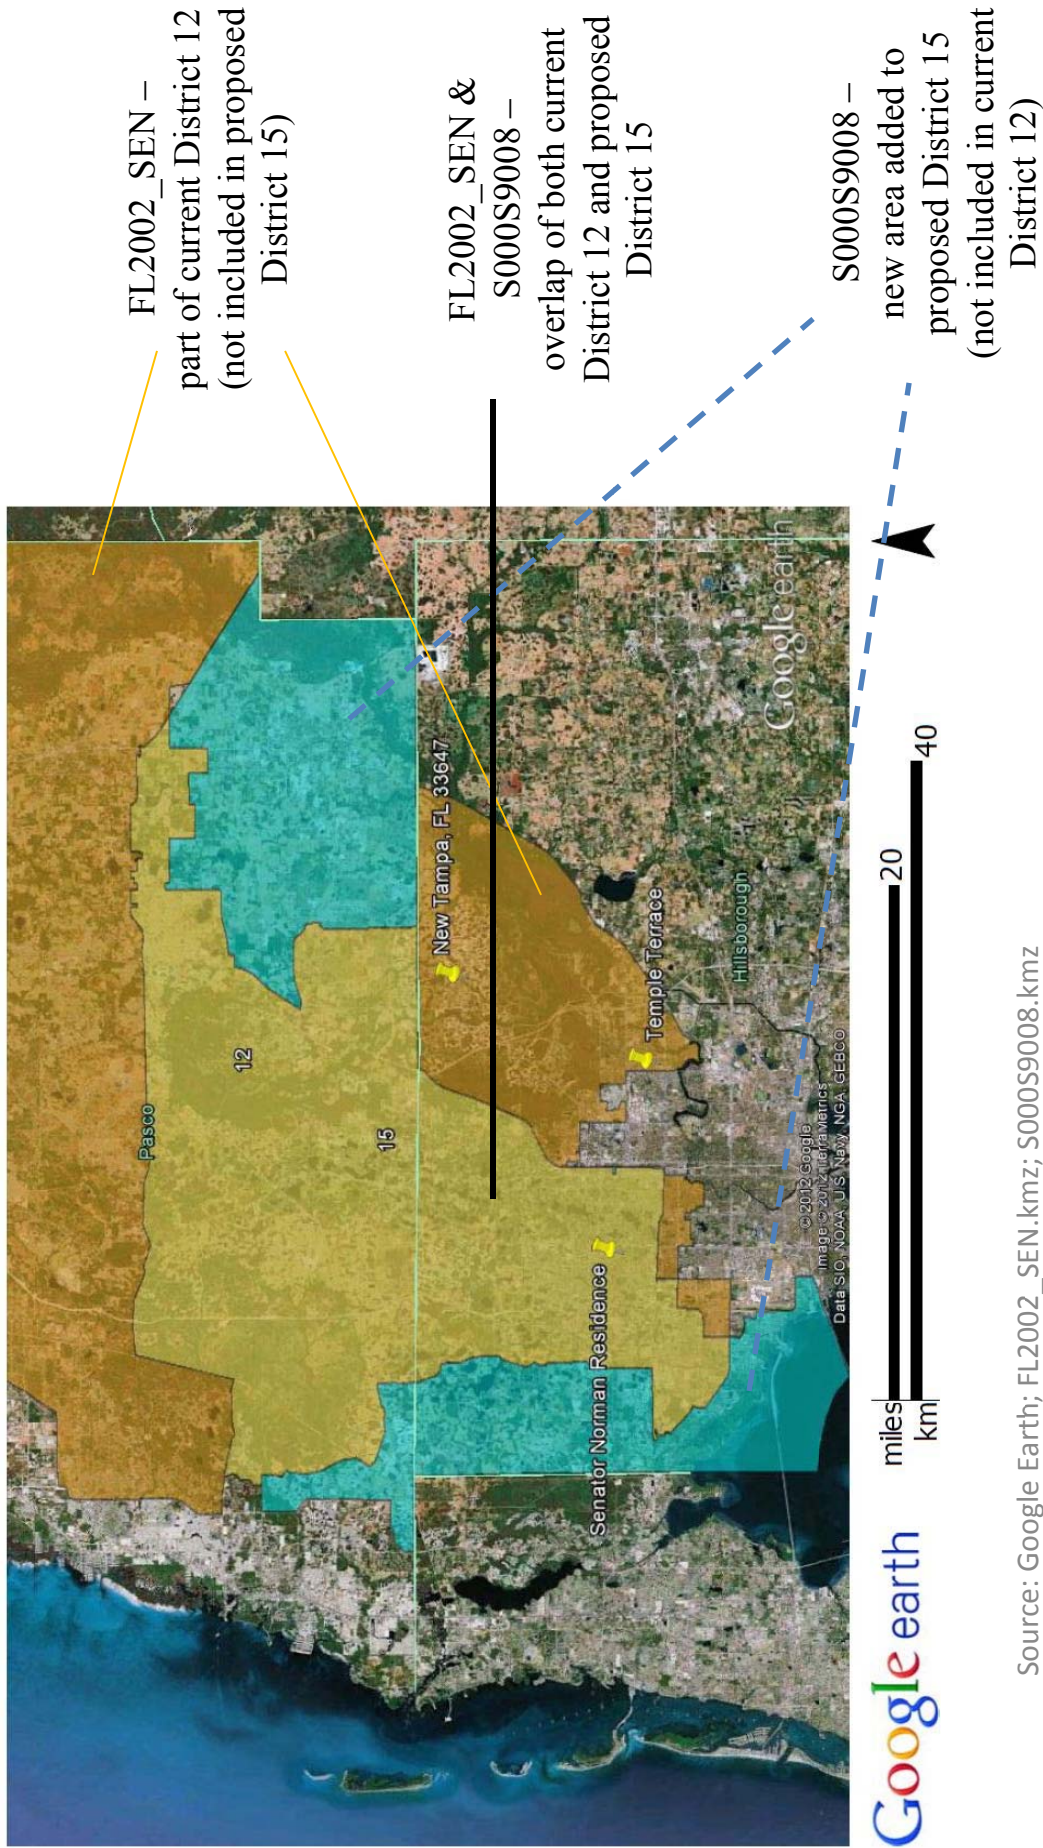 FL2002_SEN –
part of current District 12
(not included in proposed
District 15)
FL2002_SEN &
S000S9008 –
overlap of both current
District 12 and proposed
District 15
S000S9008 –
new area added to
proposed District 15
(not included in current
District 12)
Pasco
12
15
New Tampa, FL 33647
Senator Norman Residence
Temple Terrace
Hillsborough
© 2012 Google
Image © 2012 TerraMetrics
Data SIO, NOAA, U.S. Navy, NGA, GEBCO
Google earth
Google earth
miles
20
km
40
Source: Google Earth; FL2002_SEN.kmz; S000S9008.kmz